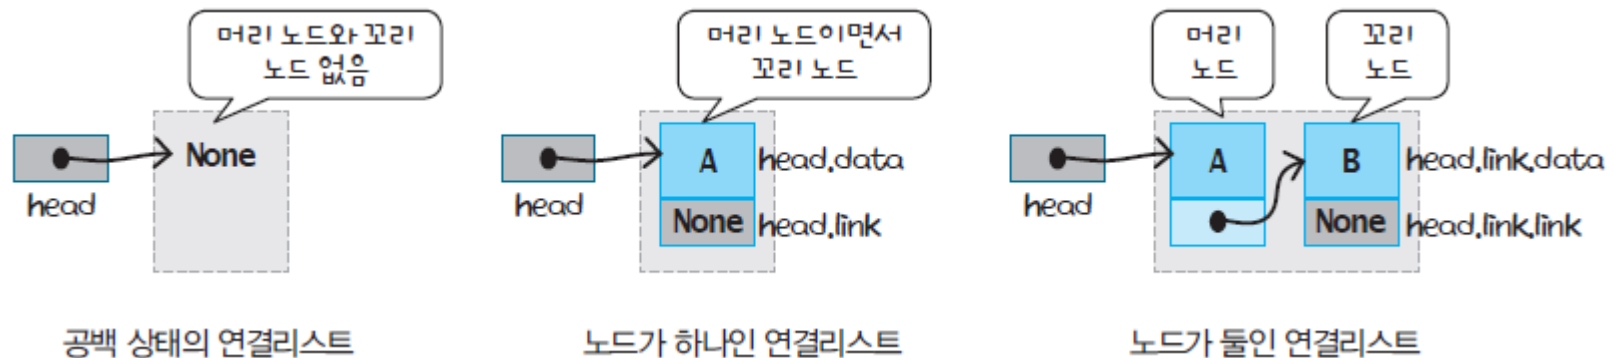 머리 노드와 꼬리
노드 없음
None
head
공백 상태의 연결리스트
머리 노드이면서
꼬리 노드
A
head.data
None
head.link
head
노드가 하나인 연결리스트
머리
노드
꼬리
노드
A
B
head.link.data
None
head.link.link
head
노드가 둘인 연결리스트